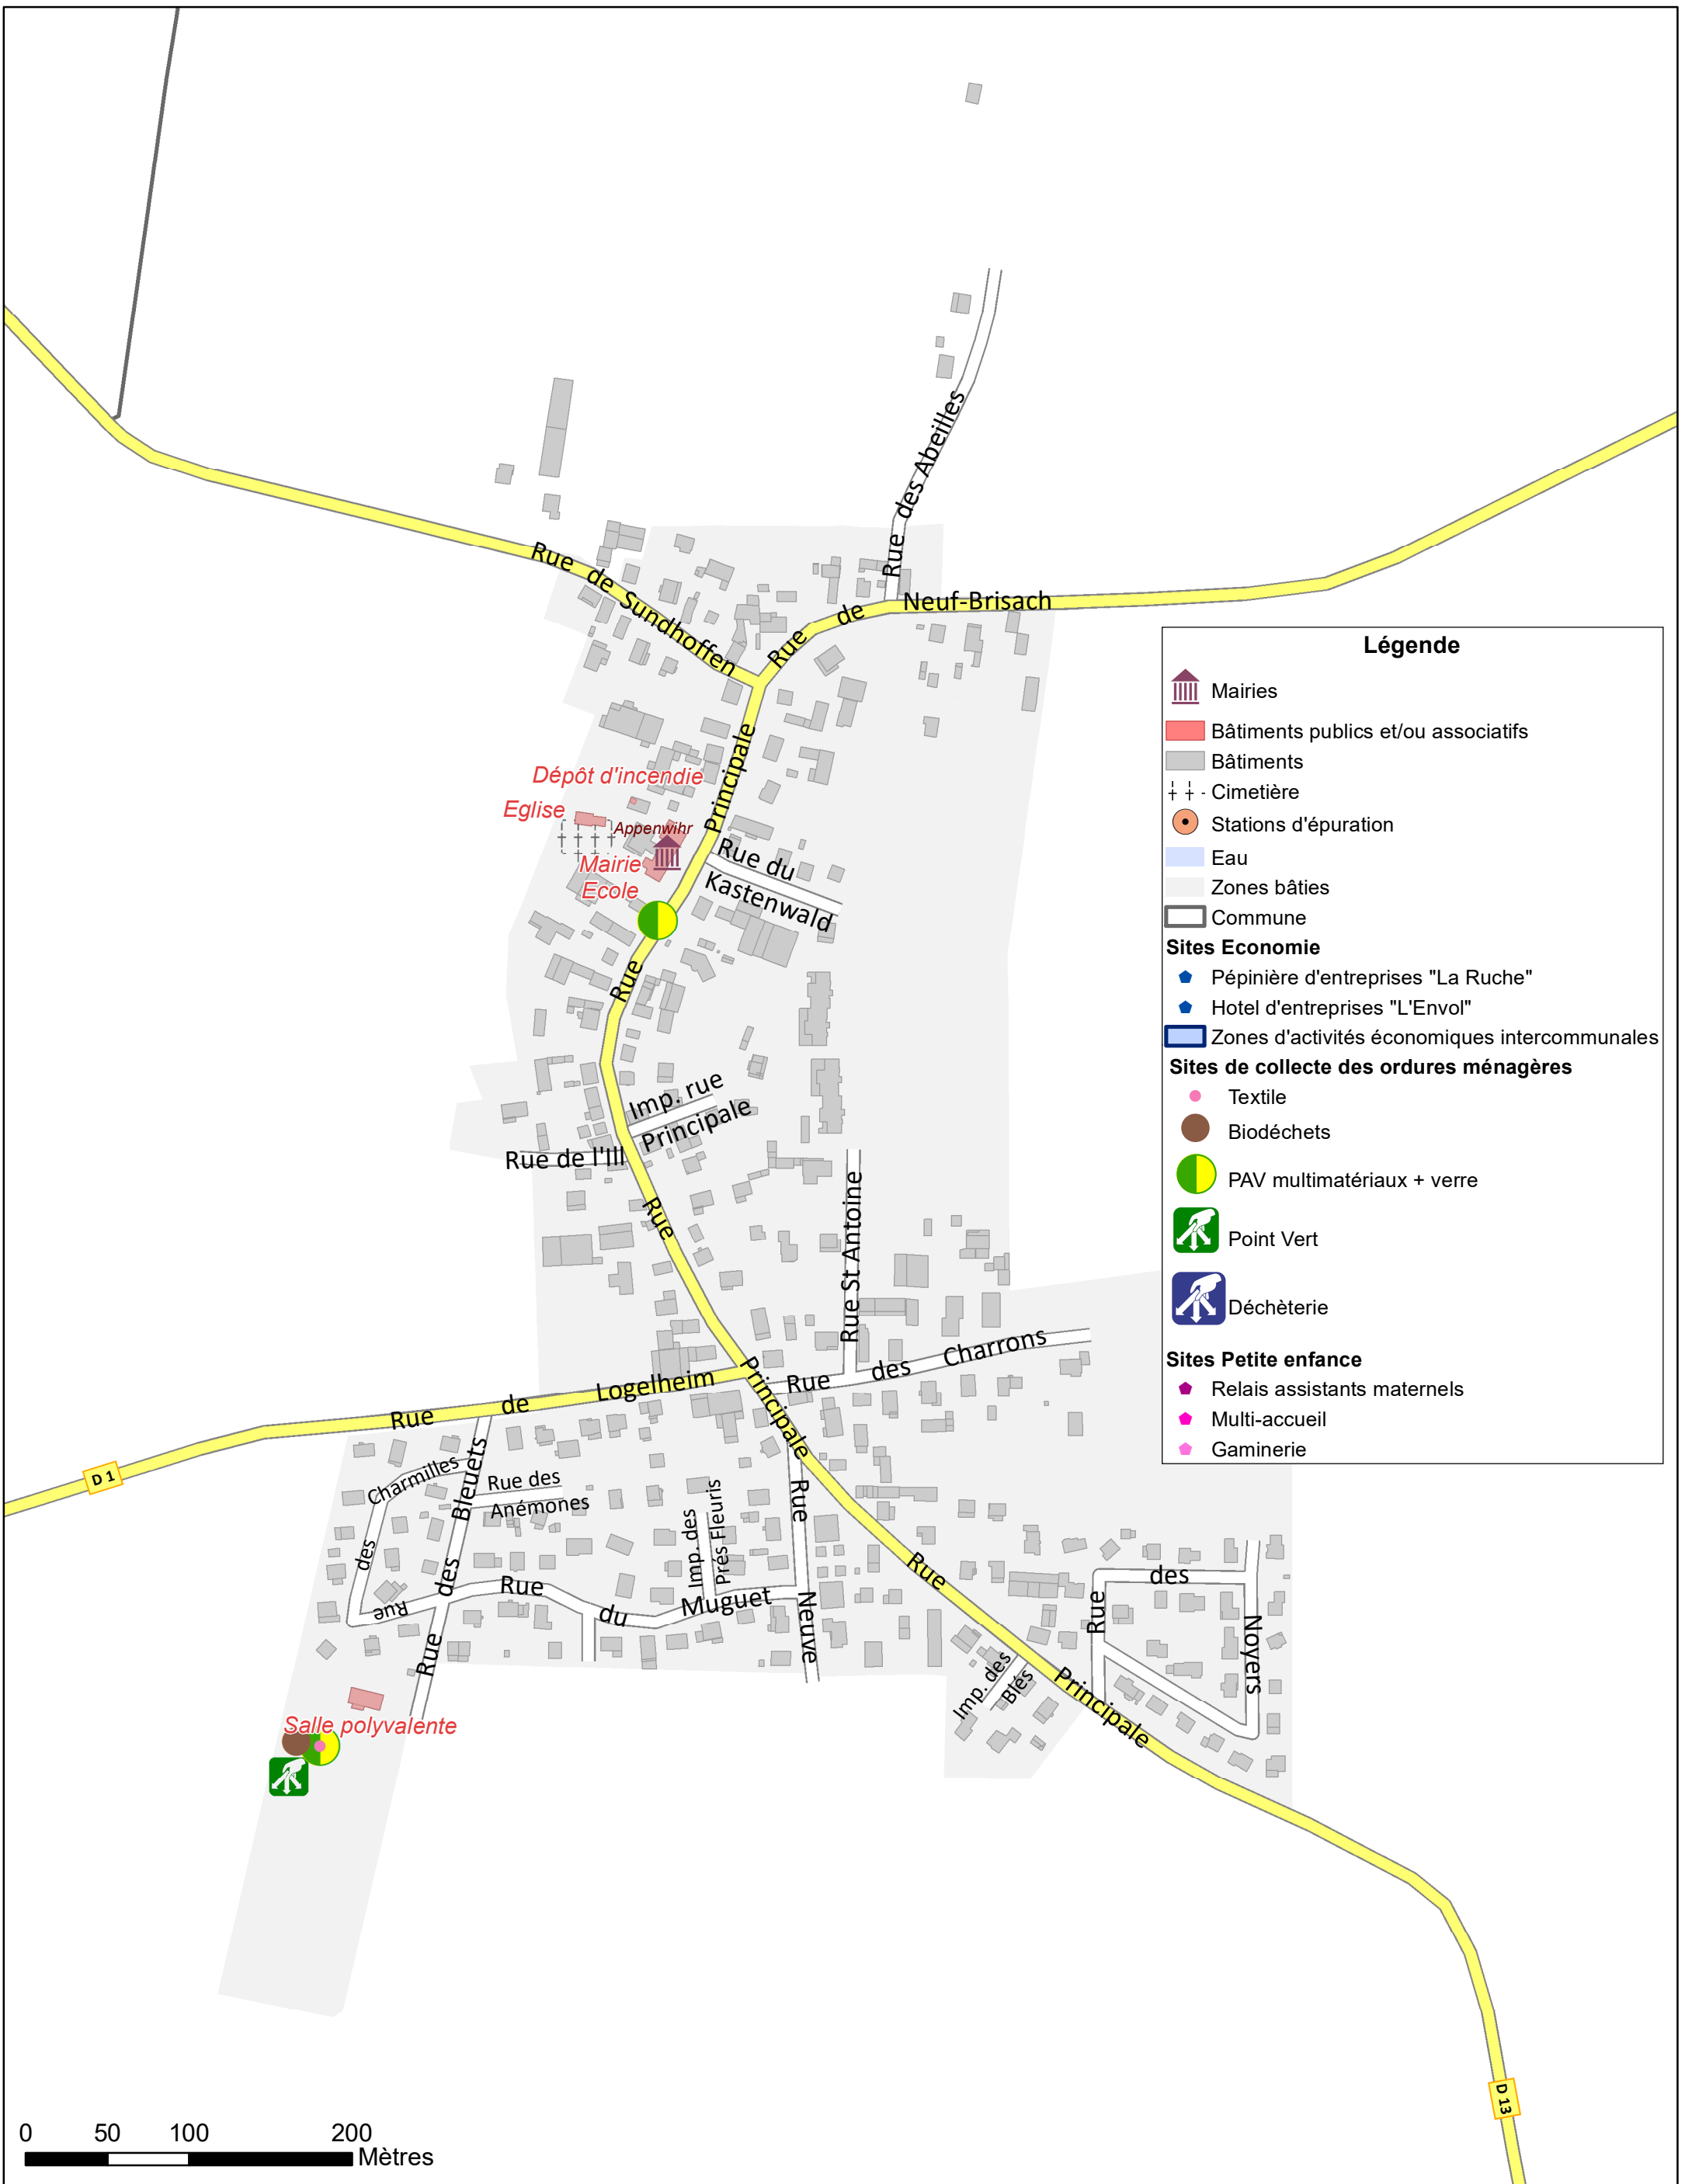 Rue des Abeilles
Rue de Sundhoffen
Rue de Neuf-Brisach
Légende
Mairies
Bâtiments publics et/ou associatifs
Bâtiments
Cimetière
Stations d'épuration
Eau
Zones bâties
Commune
Sites Economie
Pépinière d'entreprises "La Ruche"
Hotel d'entreprises "L'Envol"
Zones d'activités économiques intercommunales
Sites de collecte des ordures ménagères
Textile
Biodéchets
PAV multimatériaux + verre
Point Vert
Déchèterie
Sites Petite enfance
Relais assistants maternels
Multi-accueil
Gaminerie
Dépôt d'incendie
Eglise
Appenwihr
Mairie
Ecole
Rue Principale
Rue du
Kastenwald
Imp. rue
Principale
Rue de l'Ill
Rue Principale
Rue St Antoine
Rue des Charrons
Rue de Logelheim
D 1
Rue des Charmilles
Rue des Bleuets
Rue des
Anémones
Imp. des
Prés Fleuris
Rue du Muguet
Rue Neuve
Rue Principale
Imp. des
Blés
Rue des Noyers
Salle polyvalente
D 13
0 50 100 200
Mètres